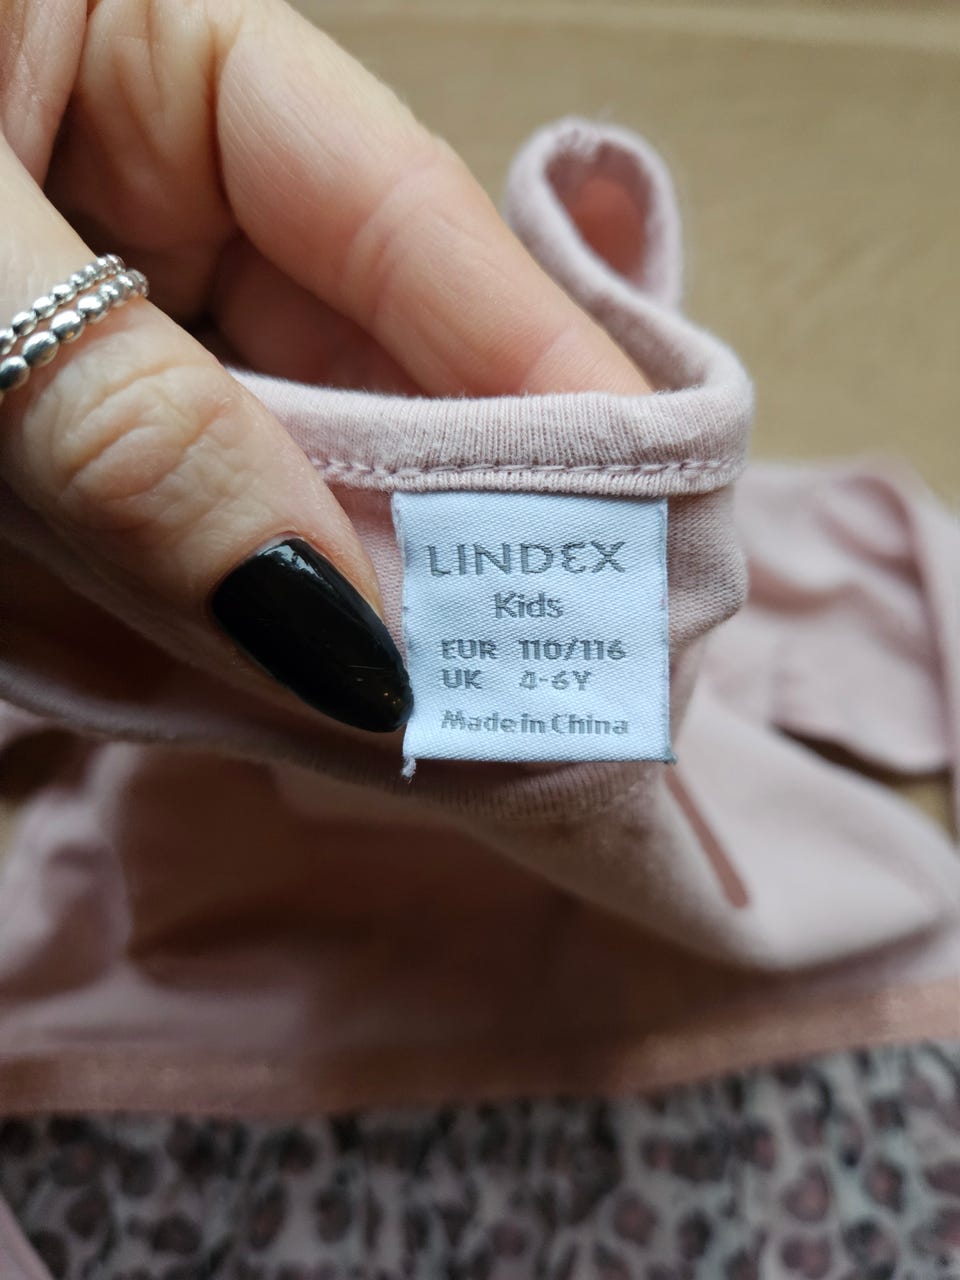 LINDEX
Kids
EUR 110/116
UK 4-6Y
Made in China